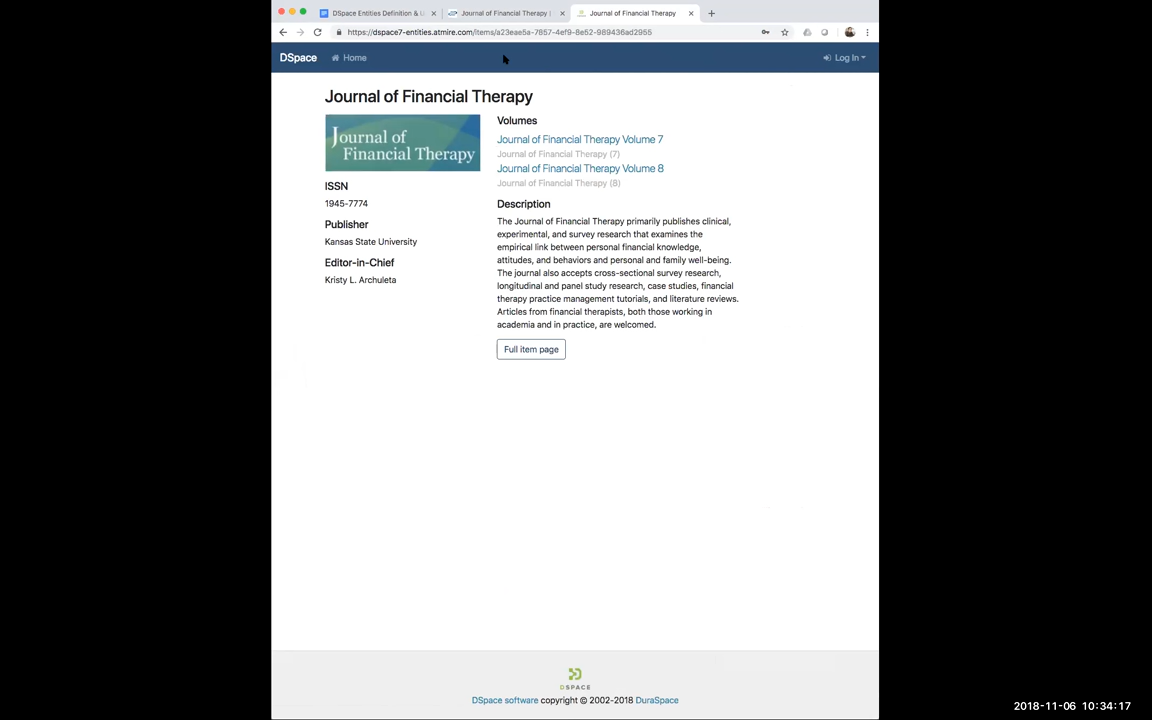 DSpace Entities Definition & Li
Journal of Financial Therapy |
Journal of Financial Therapy
https://dspace7-entities.atmire.com/items/a23eae5a-7857-4ef9-8e52-989436ad2955
DSpace
Home
Log In
Journal of Financial Therapy
Journal of
Financial Therapy
ISSN
1945-7774
Publisher
Kansas State University
Editor-in-Chief
Kristy L. Archuleta
Volumes
Journal of Financial Therapy Volume 7
Journal of Financial Therapy (7)
Journal of Financial Therapy Volume 8
Journal of Financial Therapy (8)
Description
The Journal of Financial Therapy primarily publishes clinical,
experimental, and survey research that examines the
empirical link between personal financial knowledge,
attitudes, and behaviors and personal and family well-being.
The journal also accepts cross-sectional survey research,
longitudinal and panel study research, case studies, financial
therapy practice management tutorials, and literature reviews.
Articles from financial therapists, both those working in
academia and in practice, are welcomed.
Full item page
DSPACE
DSpace software copyright © 2002-2018 DuraSpace
2018-11-06 10:34:17